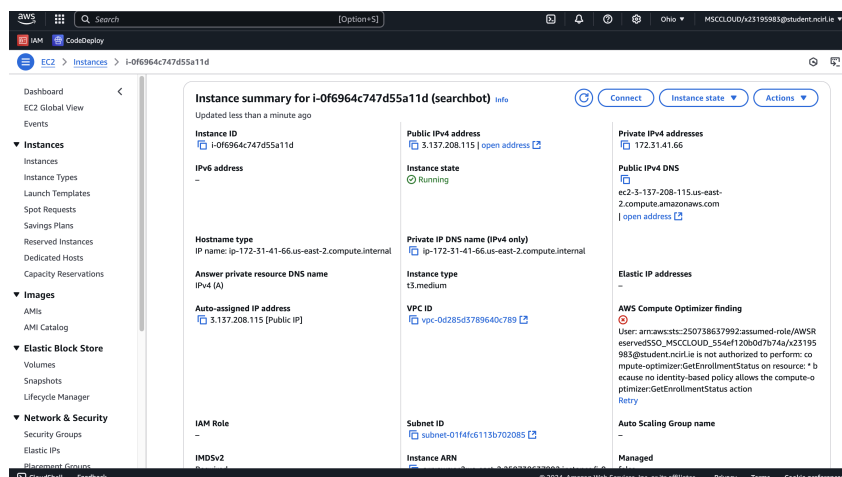 aws
Search
[Option+S]
Ohio ▼
MSCCLOUD/x23195983@student.ncirl.ie ▼
IAM
CodeDeploy
EC2 > Instances > i-0f6964c747d55a11d
Dashboard
EC2 Global View
Events
▼ Instances
Instances
Instance Types
Launch Templates
Spot Requests
Savings Plans
Reserved Instances
Dedicated Hosts
Capacity Reservations
▼ Images
AMIs
AMI Catalog
▼ Elastic Block Store
Volumes
Snapshots
Lifecycle Manager
▼ Network & Security
Security Groups
Elastic IPs
Placement Groups
Instance summary for i-0f6964c747d55a11d (searchbot) Info
Connect
Instance state ▼
Actions ▼
Updated less than a minute ago
Instance ID
i-0f6964c747d55a11d
Public IPv4 address
3.137.208.115 | open address
Private IPv4 addresses
172.31.41.66
IPv6 address
–
Instance state
Running
Public IPv4 DNS
ec2-3-137-208-115.us-east-
2.compute.amazonaws.com
| open address
Hostname type
IP name: ip-172-31-41-66.us-east-2.compute.internal
Private IP DNS name (IPv4 only)
ip-172-31-41-66.us-east-2.compute.internal
Answer private resource DNS name
IPv4 (A)
Instance type
t3.medium
Elastic IP addresses
–
Auto-assigned IP address
3.137.208.115 [Public IP]
VPC ID
vpc-0d285d3789640c789
AWS Compute Optimizer finding
User: arn:aws:sts::250738637992:assumed-role/AWSR
eservedSSO_MSCCLOUD_554ef120b0d7b74a/x23195
983@student.ncirl.ie is not authorized to perform: co
mpute-optimizer:GetEnrollmentStatus on resource: * b
ecause no identity-based policy allows the compute-o
ptimizer:GetEnrollmentStatus action
Retry
IAM Role
–
Subnet ID
subnet-01f4fc6113b702085
Auto Scaling Group name
–
IMDSv2
Instance ARN
Managed
CloudShell
Feedback